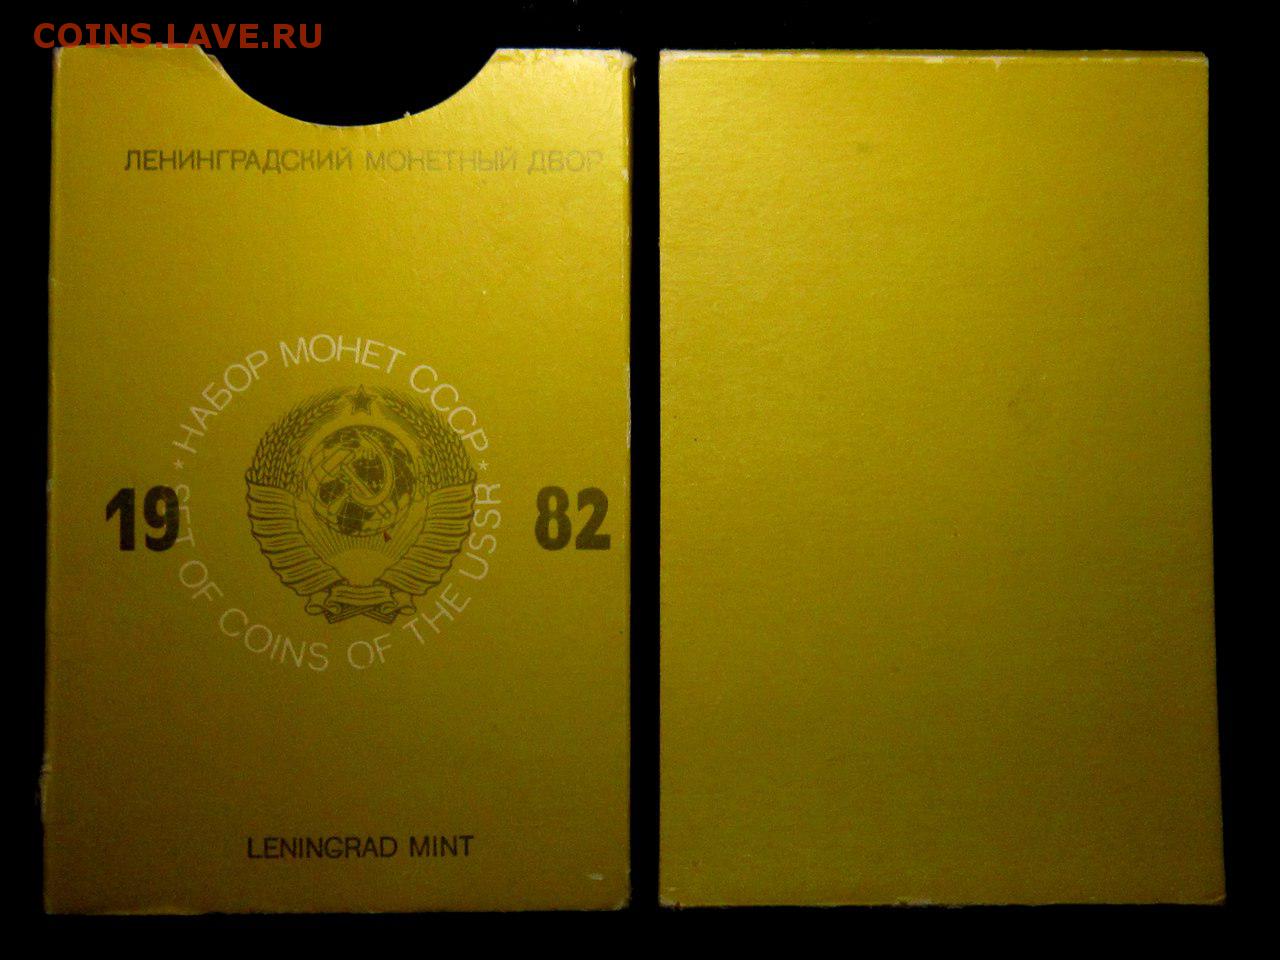 COINS.LAVE.RU
ЛЕНИНГРАДСКИЙ МОНЕТНЫЙ ДВОР
* НАБОР МОНЕТ СССР *
19 82
SET OF COINS OF THE USSR
LENINGRAD MINT